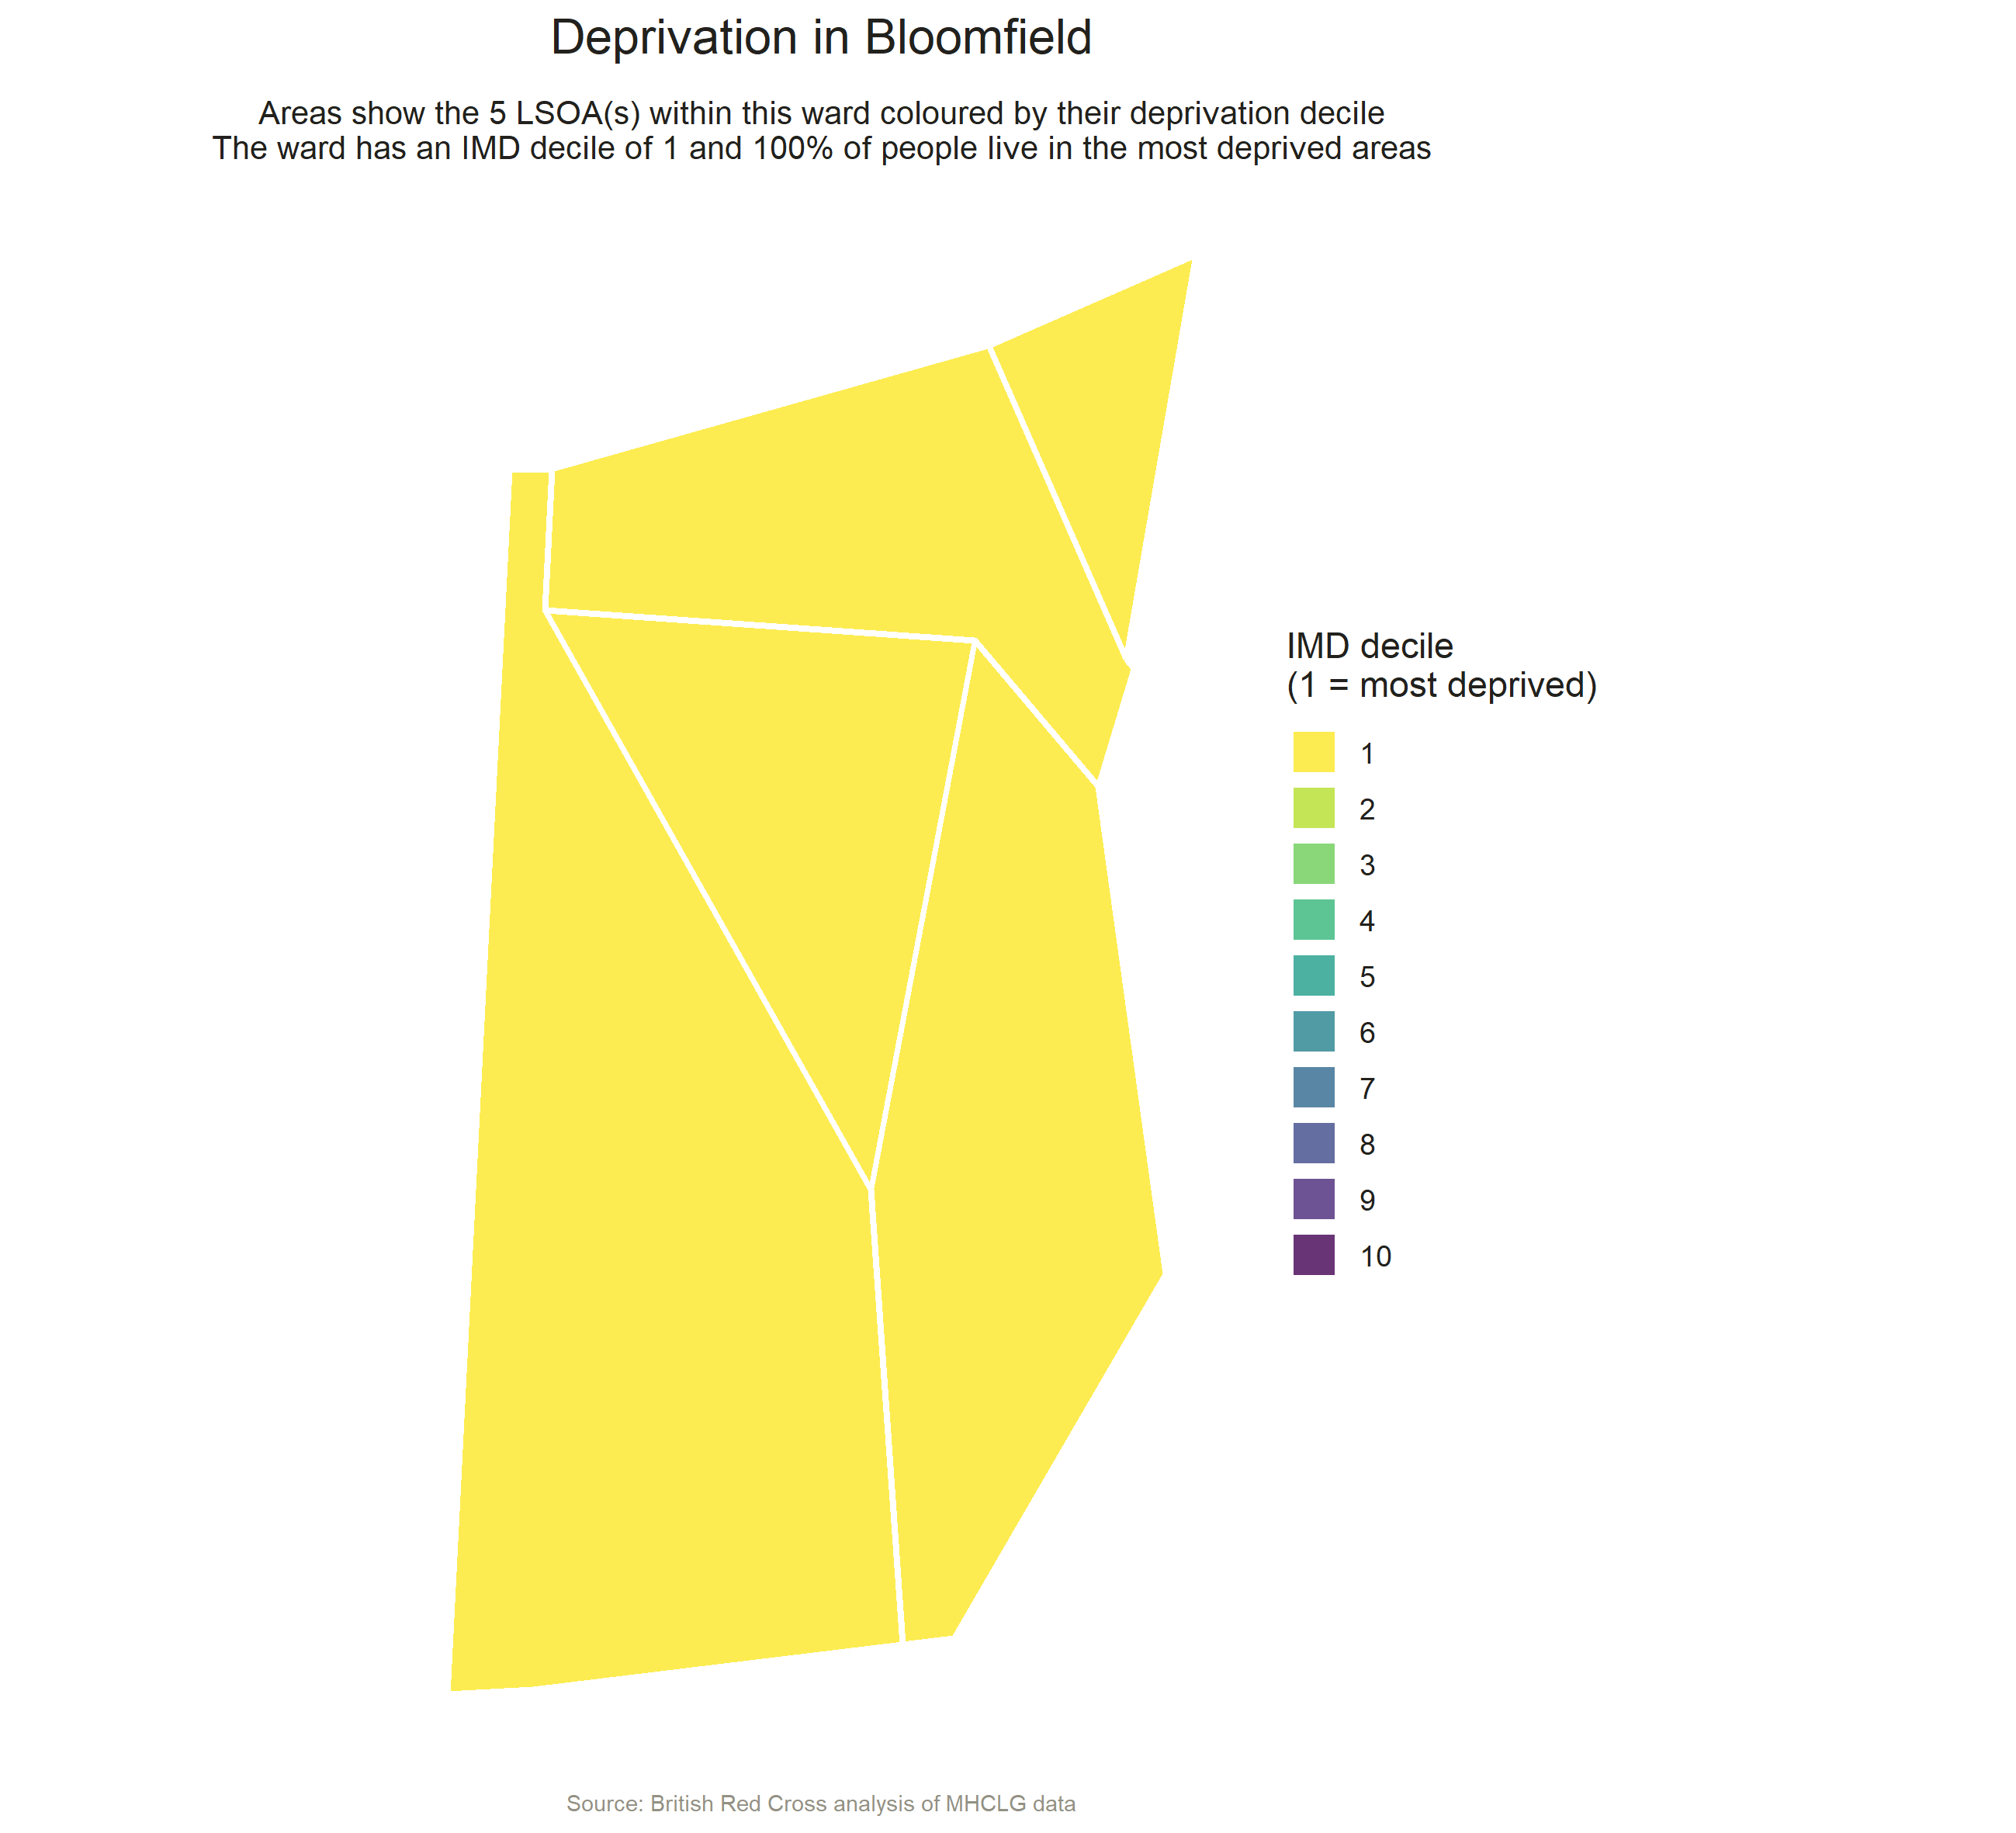 Deprivation in Bloomfield
Areas show the 5 LSOA(s) within this ward coloured by their deprivation decile
The ward has an IMD decile of 1 and 100% of people live in the most deprived areas
IMD decile
(1 = most deprived)
1
2
3
4
5
6
7
8
9
10
Source: British Red Cross analysis of MHCLG data